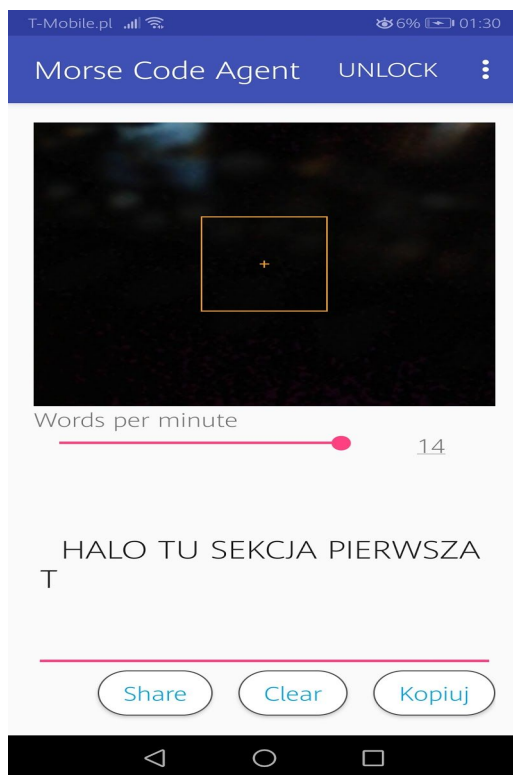 T-Mobile.pl 6% 01:30
Morse Code Agent UNLOCK
Words per minute
14
HALO TU SEKCJA PIERWSZA
T
Share Clear Kopiuj